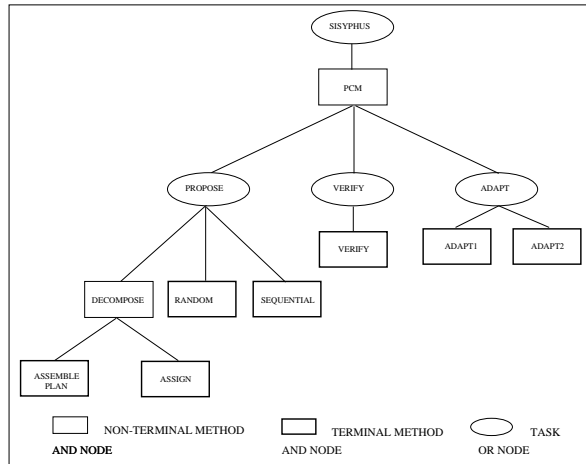 SISYPHUS
PCM
PROPOSE
VERIFY
ADAPT
VERIFY
ADAPT1
ADAPT2
DECOMPOSE
RANDOM
SEQUENTIAL
ASSEMBLE
PLAN
ASSIGN
NON-TERMINAL METHOD
AND NODE
TERMINAL METHOD
AND NODE
TASK
OR NODE